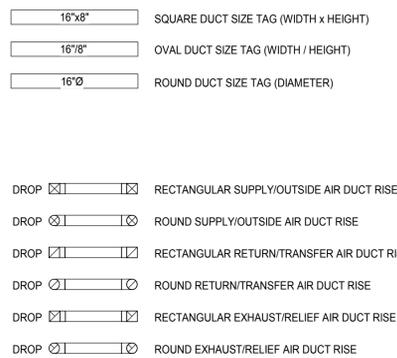 16"x8" SQUARE DUCT SIZE TAG (WIDTH x HEIGHT)
16"/8" OVAL DUCT SIZE TAG (WIDTH / HEIGHT)
16"Ø ROUND DUCT SIZE TAG (DIAMETER)
DROP RECTANGULAR SUPPLY/OUTSIDE AIR DUCT RISE
DROP ROUND SUPPLY/OUTSIDE AIR DUCT RISE
DROP RECTANGULAR RETURN/TRANSFER AIR DUCT RI
DROP ROUND RETURN/TRANSFER AIR DUCT RISE
DROP RECTANGULAR EXHAUST/RELIEF AIR DUCT RISE
DROP ROUND EXHAUST/RELIEF AIR DUCT RISE